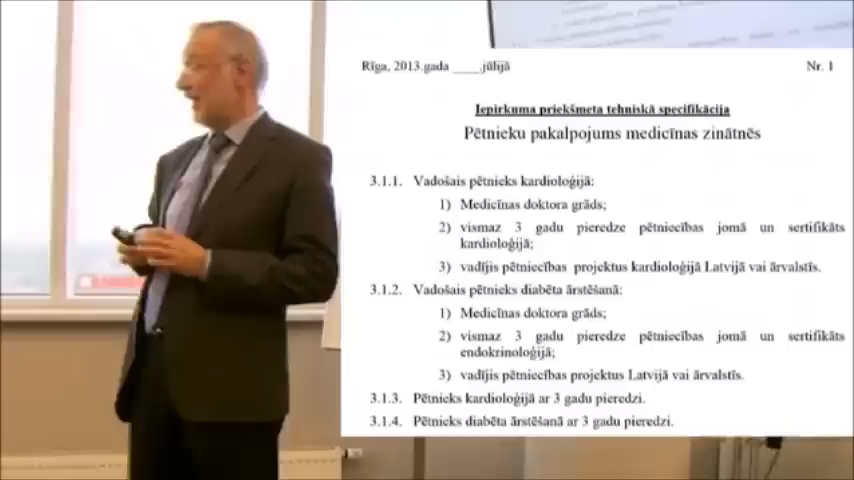 Rīga, 2013.gada ____.jūlijā Nr. 1
Iepirkuma priekšmeta tehniskā specifikācija
Pētnieku pakalpojums medicīnas zinātnēs
3.1.1. Vadošais pētnieks kardioloģijā:
1) Medicīnas doktora grāds;
2) vismaz 3 gadu pieredze pētniecības jomā un sertifikāts
kardioloģijā;
3) vadījis pētniecības projektus kardioloģijā Latvijā vai ārvalstīs.
3.1.2. Vadošais pētnieks diabēta ārstēšanā:
1) Medicīnas doktora grāds;
2) vismaz 3 gadu pieredze pētniecības jomā un sertifikāts
endokrinoloģijā;
3) vadījis pētniecības projektus Latvijā vai ārvalstīs.
3.1.3. Pētnieks kardioloģijā ar 3 gadu pieredzi.
3.1.4. Pētnieks diabēta ārstēšanā ar 3 gadu pieredzi.